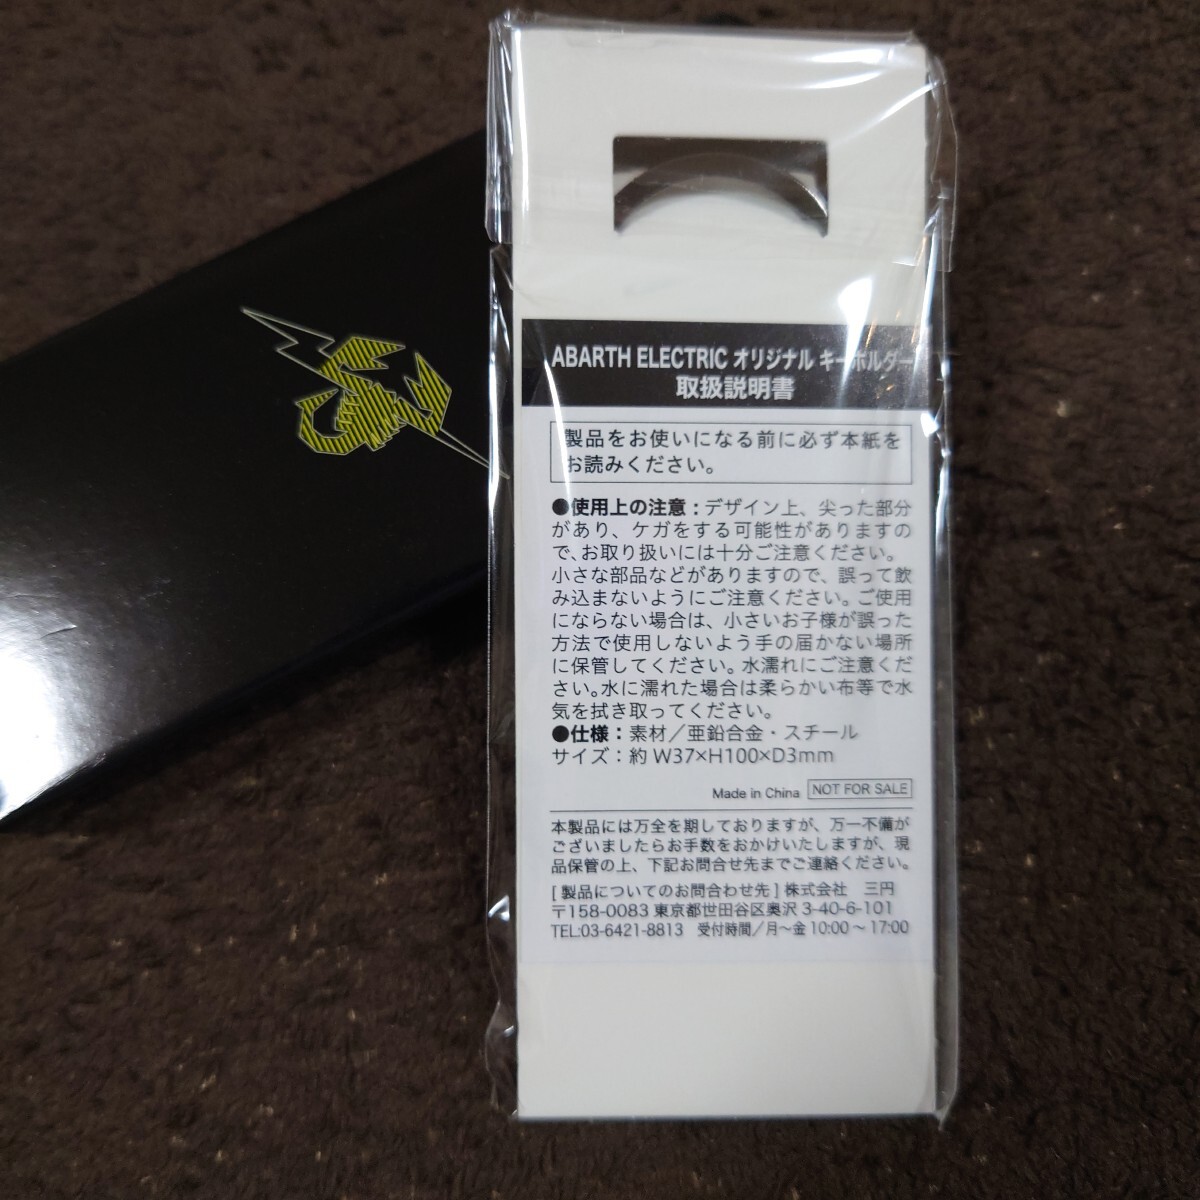 ABARTH ELECTRIC オリジナル キーホルダー
取扱説明書
製品をお使いになる前に必ず本紙を
お読みください。
●使用上の注意：デザイン上、尖った部分
があり、ケガをする可能性がありますの
で、お取り扱いには十分ご注意ください。
小さな部品などがありますので、誤って飲
み込まないようにご注意ください。ご使用
にならない場合は、小さいお子様が誤った
方法で使用しないよう手の届かない場所
に保管してください。水濡れにご注意くだ
さい。水に濡れた場合は柔らかい布等で水
気を拭き取ってください。
●仕様：素材／亜鉛合金・スチール
サイズ：約 W37×H100×D3mm
Made in China NOT FOR SALE
本製品には万全を期しておりますが、万一不備が
ございましたらお手数をおかけいたしますが、現
品保管の上、下記お問合せ先までご連絡ください。
[ 製品についてのお問合わせ先 ] 株式会社　三円
〒158-0083 東京都世田谷区奥沢 3-40-6-101
TEL:03-6421-8813　受付時間／月～金 10:00 ～ 17:00